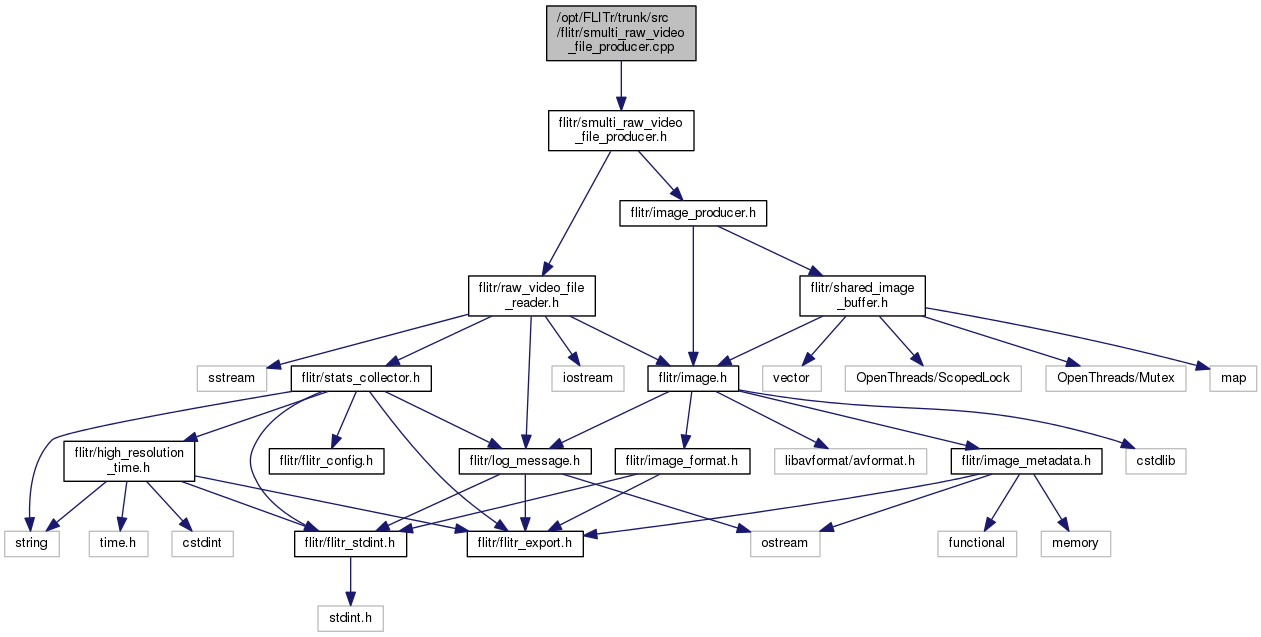 /opt/FLITr/trunk/src
/flitr/smulti_raw_video
_file_producer.cpp
flitr/smulti_raw_video
_file_producer.h
flitr/image_producer.h
flitr/raw_video_file
_reader.h
flitr/shared_image
_buffer.h
sstream
flitr/stats_collector.h
iostream
flitr/image.h
vector
OpenThreads/ScopedLock
OpenThreads/Mutex
map
flitr/high_resolution
_time.h
flitr/flitr_config.h
flitr/log_message.h
flitr/image_format.h
libavformat/avformat.h
flitr/image_metadata.h
cstdlib
string
time.h
cstdint
flitr/flitr_stdint.h
flitr/flitr_export.h
ostream
functional
memory
stdint.h